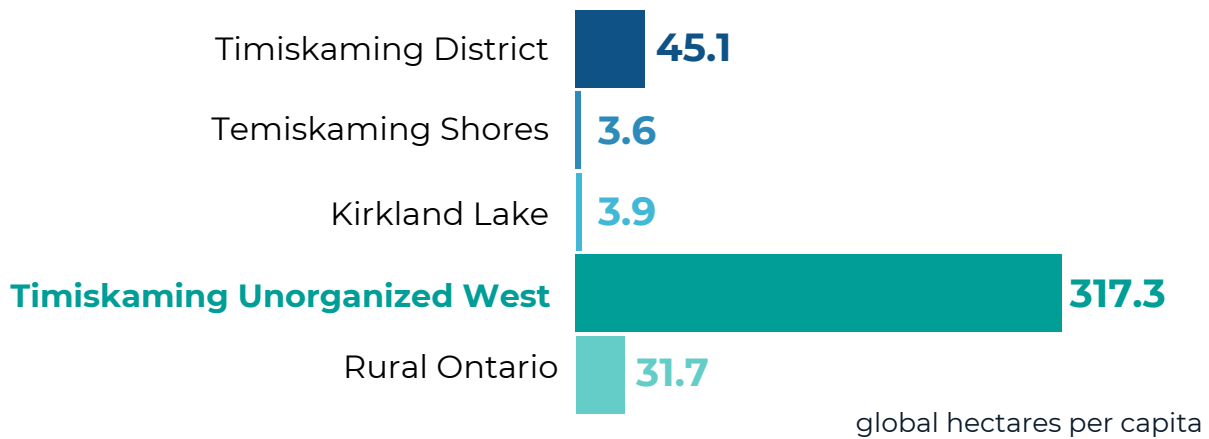 Timiskaming District 45.1
Temiskaming Shores 3.6
Kirkland Lake 3.9
Timiskaming Unorganized West 317.3
Rural Ontario 31.7
global hectares per capita